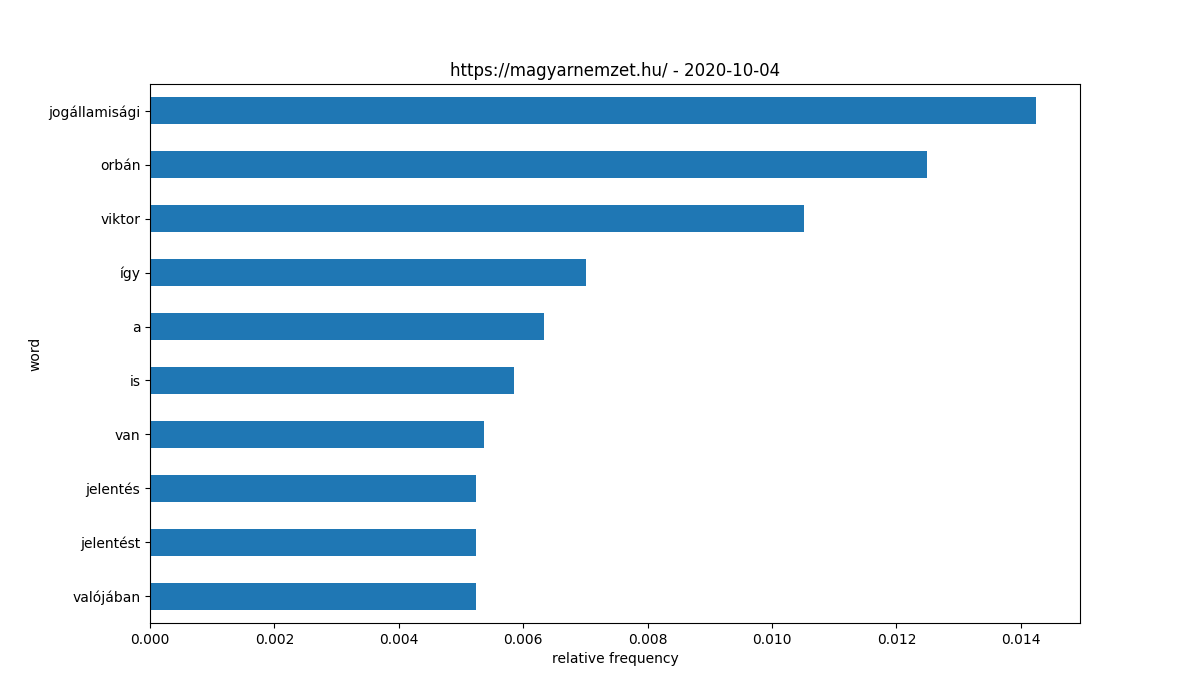 https://magyarnemzet.hu/ - 2020-10-04
word
jogállamisági
orbán
viktor
így
a
is
van
jelentés
jelentést
valójában
0.000 0.002 0.004 0.006 0.008 0.010 0.012 0.014
relative frequency